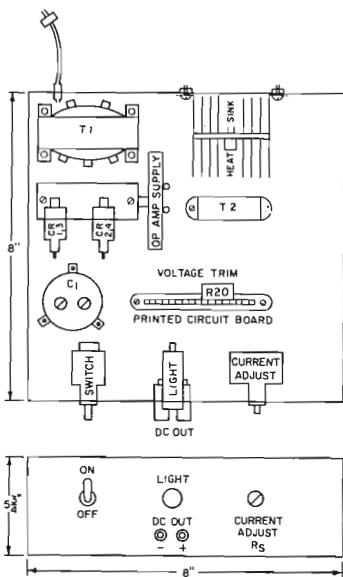 T1
HEAT SINK
OP AMP SUPPLY
T2
CR 1,3
CR 2,4
8"
C1
VOLTAGE TRIM
R20
PRINTED CIRCUIT BOARD
SWITCH
LIGHT
CURRENT ADJUST
DC OUT
ON
OFF
LIGHT
DC OUT
- +
CURRENT
ADJUST
RS
8"